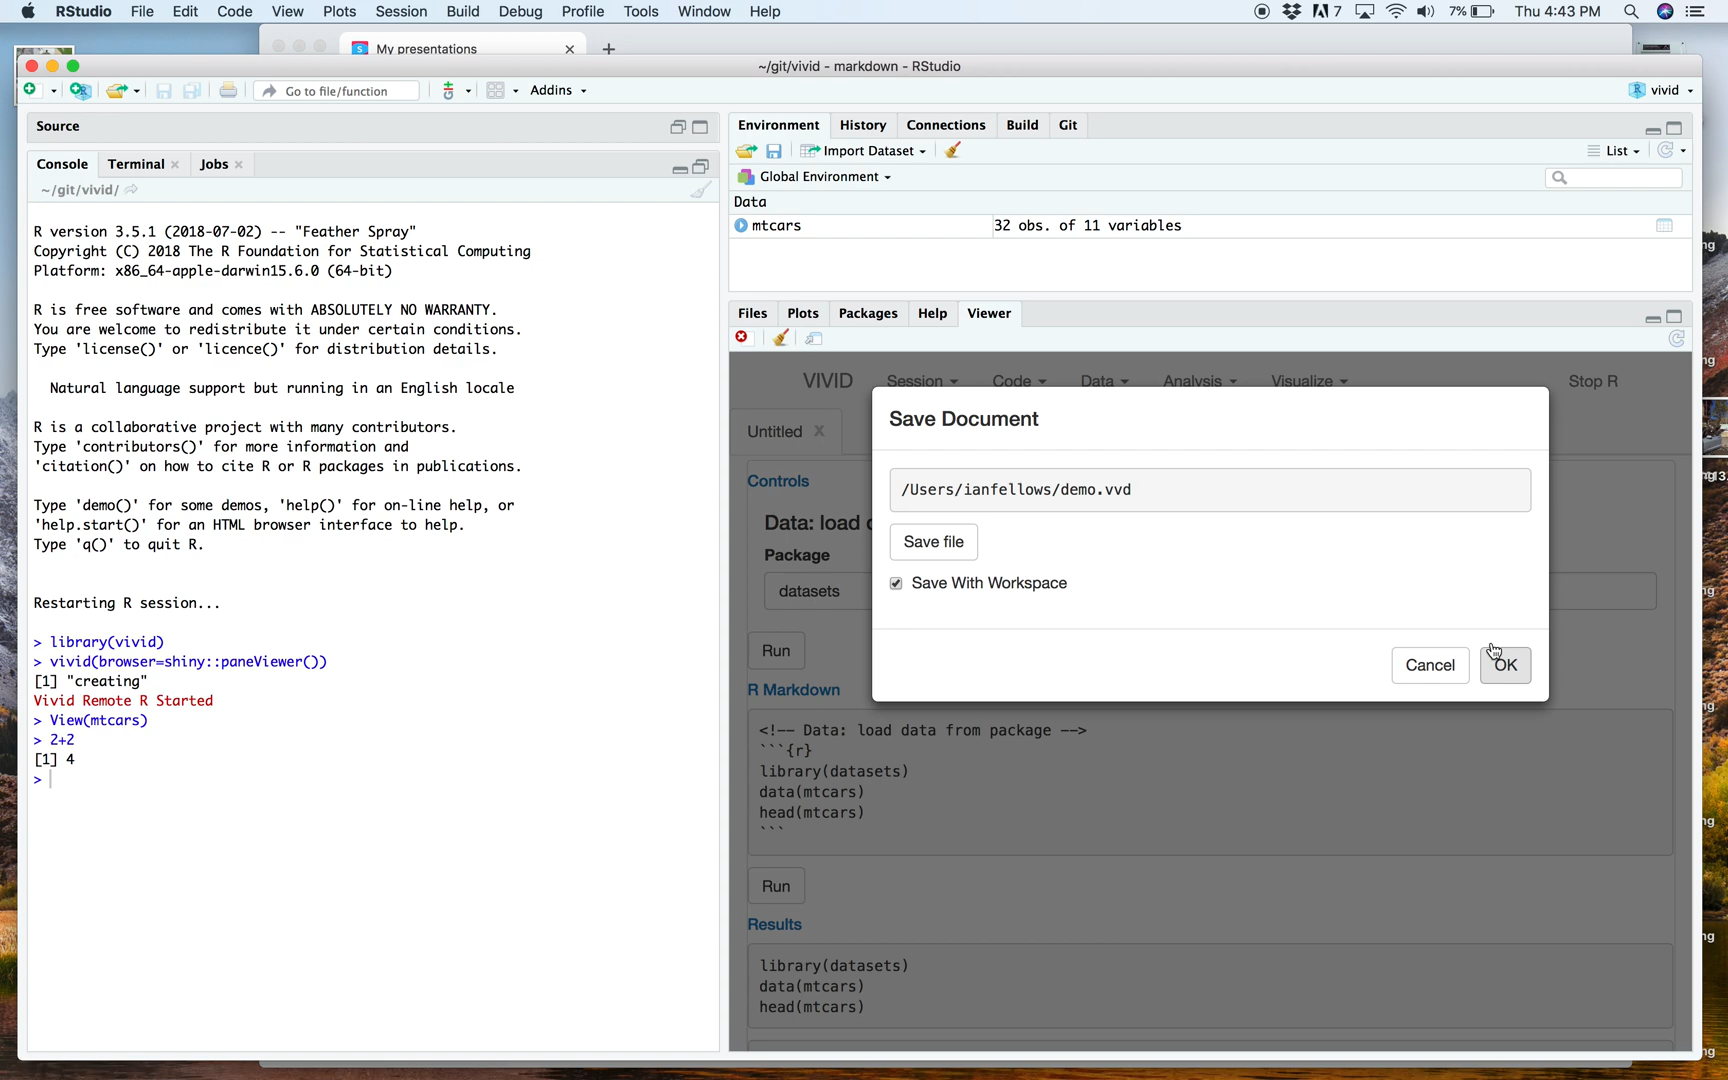 RStudio File Edit Code View Plots Session Build Debug Profile Tools Window Help 7 7% Thu 4:43 PM
My presentations
~/git/vivid - markdown - RStudio
Go to file/function Addins vivid
Source
Console Terminal Jobs
~/git/vivid/
R version 3.5.1 (2018-07-02) -- "Feather Spray"
Copyright (C) 2018 The R Foundation for Statistical Computing
Platform: x86_64-apple-darwin15.6.0 (64-bit)
R is free software and comes with ABSOLUTELY NO WARRANTY.
You are welcome to redistribute it under certain conditions.
Type 'license()' or 'licence()' for distribution details.
Natural language support but running in an English locale
R is a collaborative project with many contributors.
Type 'contributors()' for more information and
'citation()' on how to cite R or R packages in publications.
Type 'demo()' for some demos, 'help()' for on-line help, or
'help.start()' for an HTML browser interface to help.
Type 'q()' to quit R.
Restarting R session...
> library(vivid)
> vivid(browser=shiny::paneViewer())
[1] "creating"
Vivid Remote R Started
> View(mtcars)
> 2+2
[1] 4
>
Environment History Connections Build Git
Import Dataset List
Global Environment
Data
mtcars 32 obs. of 11 variables
Files Plots Packages Help Viewer
VIVID Session Code Data Analysis Visualize Stop R
Untitled
Controls
Data: load
Package
datasets
Run
Save Document
/Users/ianfellows/demo.vvd
Save file
Save With Workspace
Cancel OK
R Markdown
<!-- Data: load data from package -->
```{r}
library(datasets)
data(mtcars)
head(mtcars)
```
Run
Results
library(datasets)
data(mtcars)
head(mtcars)